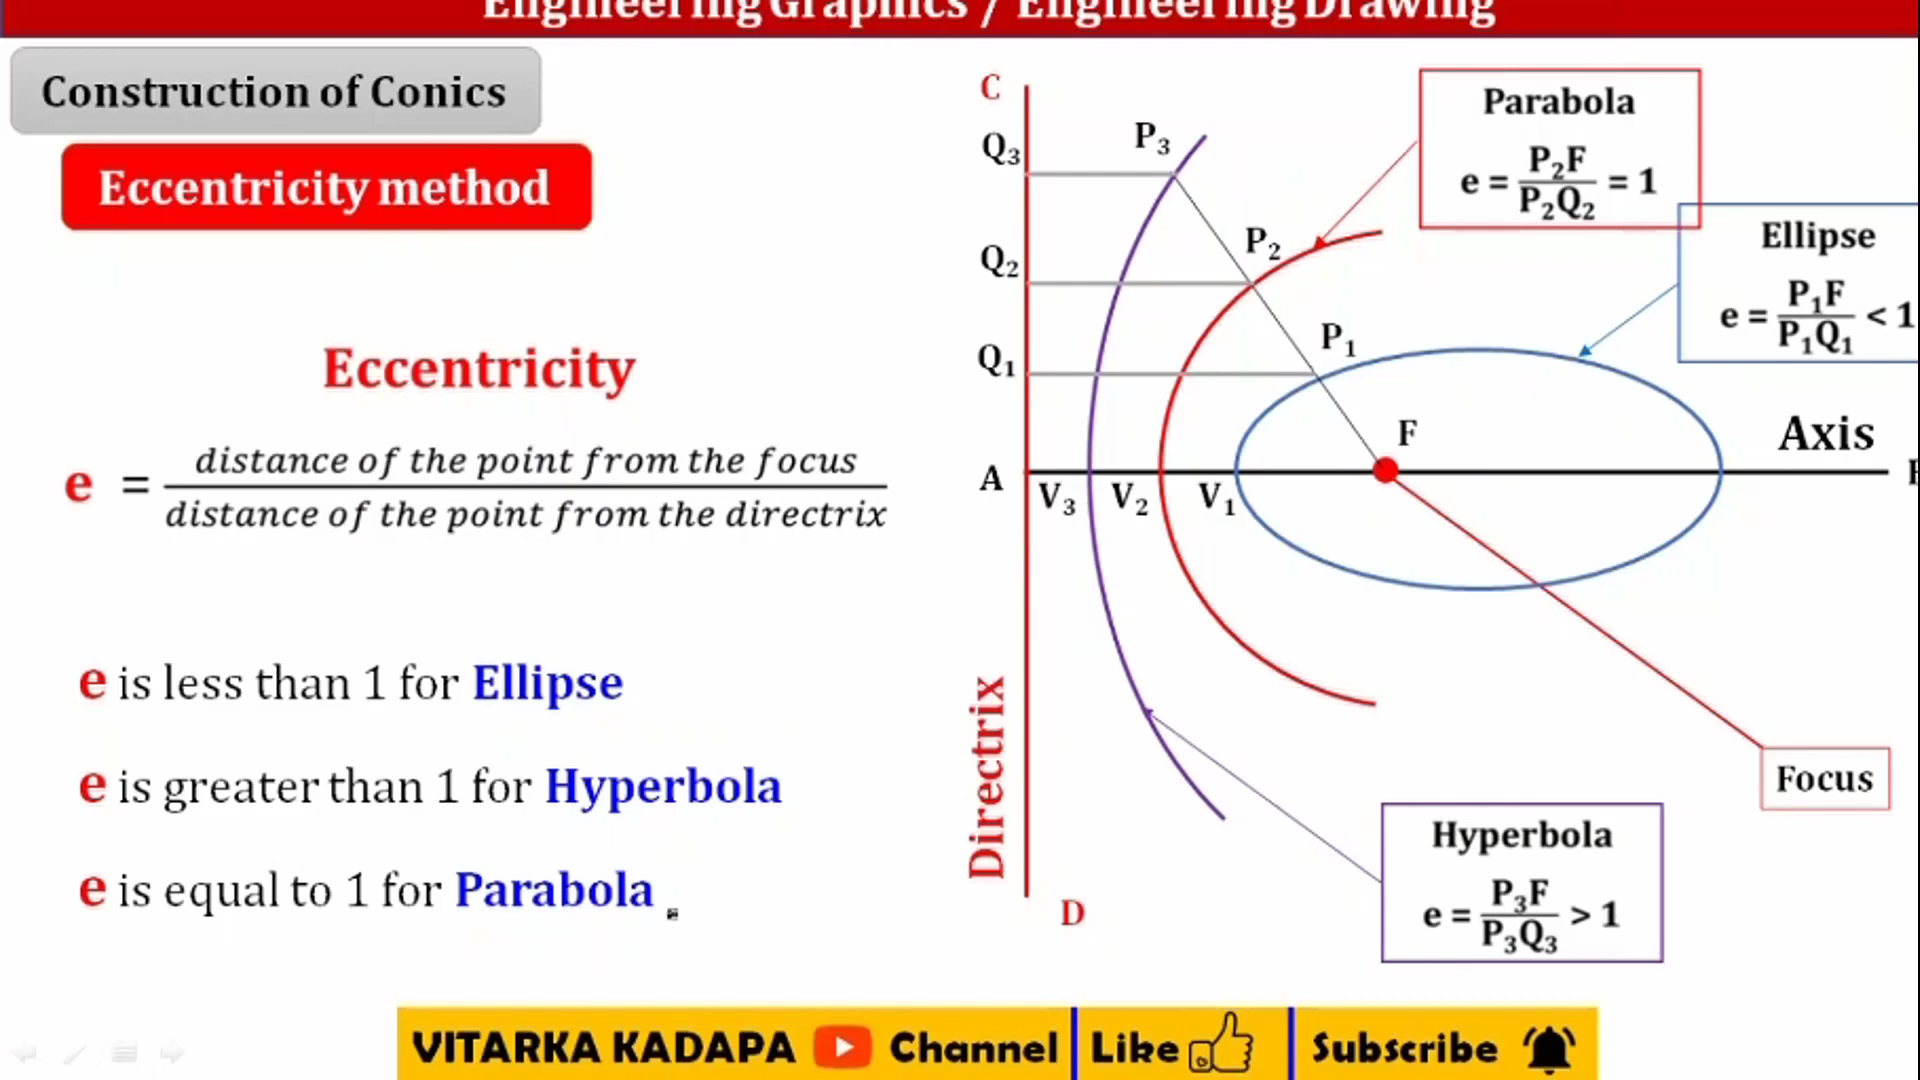 Engineering Graphics / Engineering Drawing
Construction of Conics
Eccentricity method
Eccentricity
e = distance of the point from the focus
distance of the point from the directrix
e is less than 1 for Ellipse
e is greater than 1 for Hyperbola
e is equal to 1 for Parabola
C
Q₃
P₃
Q₂
P₂
Q₁
P₁
F
A
V₃
V₂
V₁
Axis
Directrix
D
Parabola
e = P₂F / P₂Q₂ = 1
Ellipse
e = P₁F / P₁Q₁ < 1
Focus
Hyperbola
e = P₃F / P₃Q₃ > 1
VITARKA KADAPA Channel Like Subscribe